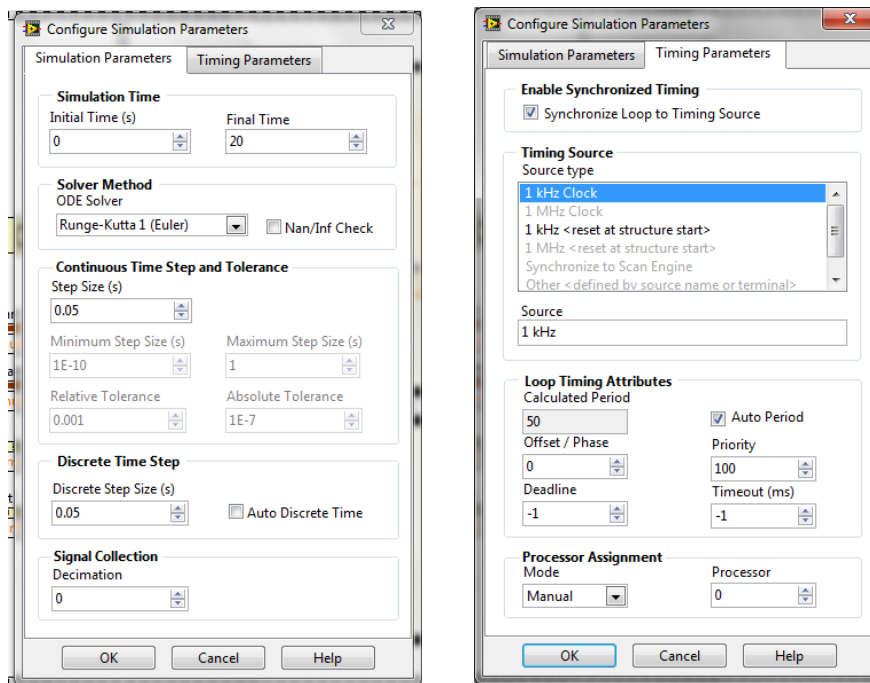 Configure Simulation Parameters
Simulation Parameters
Timing Parameters
Simulation Time
Initial Time (s)
Final Time
0
20
Solver Method
ODE Solver
Runge-Kutta 1 (Euler)
Nan/Inf Check
Continuous Time Step and Tolerance
Step Size (s)
0.05
Minimum Step Size (s)
Maximum Step Size (s)
1E-10
1
Relative Tolerance
Absolute Tolerance
0.001
1E-7
Discrete Time Step
Discrete Step Size (s)
0.05
Auto Discrete Time
Signal Collection
Decimation
0
OK
Cancel
Help
Configure Simulation Parameters
Simulation Parameters
Timing Parameters
Enable Synchronized Timing
Synchronize Loop to Timing Source
Timing Source
Source type
1 kHz Clock
1 MHz Clock
1 kHz <reset at structure start>
1 MHz <reset at structure start>
Synchronize to Scan Engine
Other <defined by source name or terminal>
Source
1 kHz
Loop Timing Attributes
Calculated Period
50
Auto Period
Offset / Phase
Priority
0
100
Deadline
Timeout (ms)
-1
-1
Processor Assignment
Mode
Processor
Manual
0
OK
Cancel
Help